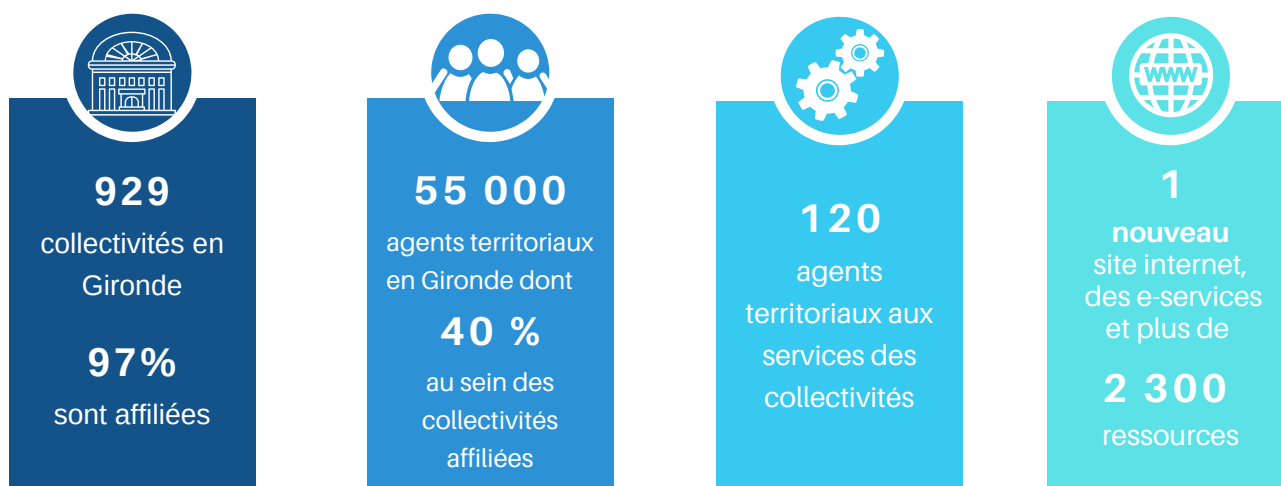 929
collectivités en
Gironde
97%
sont affiliées
55 000
agents territoriaux
en Gironde dont
40 %
au sein des
collectivités
affiliées
120
agents
territoriaux aux
services des
collectivités
www
1
nouveau
site internet,
des e-services
et plus de
2 300
ressources